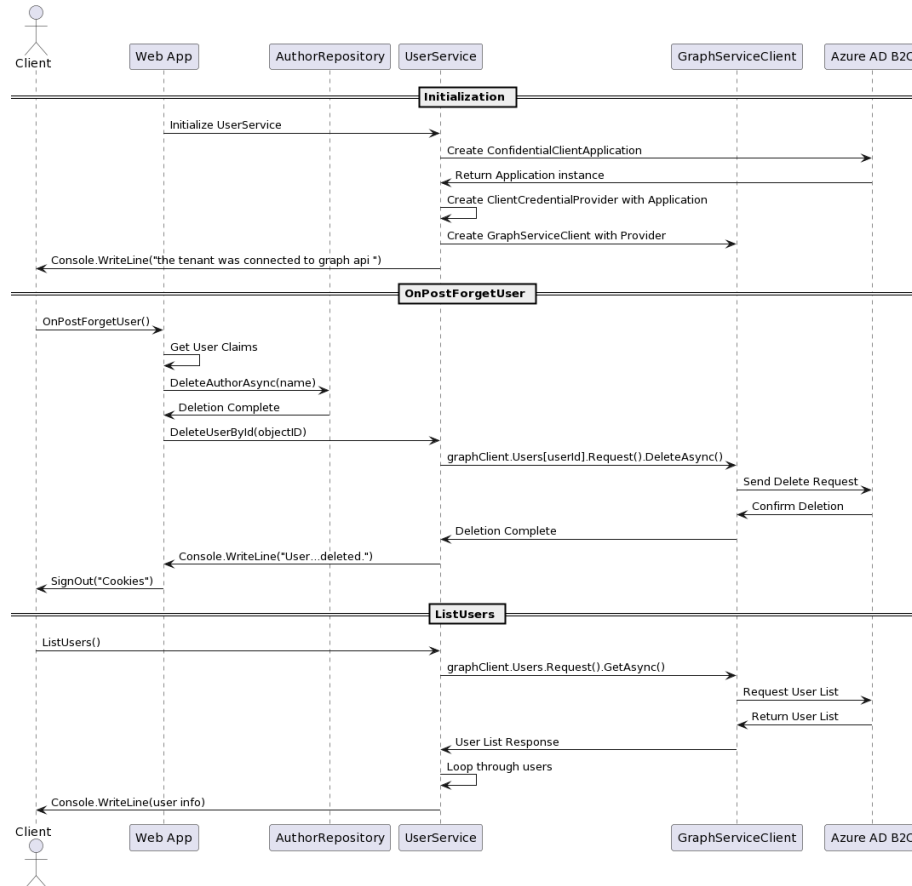 Client
Web App
AuthorRepository
UserService
GraphServiceClient
Azure AD B2C
Initialization
Initialize UserService
Create ConfidentialClientApplication
Return Application instance
Create ClientCredentialProvider with Application
Create GraphServiceClient with Provider
Console.WriteLine("the tenant was connected to graph api ")
OnPostForgetUser
OnPostForgetUser()
Get User Claims
DeleteAuthorAsync(name)
Deletion Complete
DeleteUserById(objectID)
graphClient.Users[userId].Request().DeleteAsync()
Send Delete Request
Confirm Deletion
Deletion Complete
Console.WriteLine("User...deleted.")
SignOut("Cookies")
ListUsers
ListUsers()
graphClient.Users.Request().GetAsync()
Request User List
Return User List
User List Response
Loop through users
Console.WriteLine(user info)
Client
Web App
AuthorRepository
UserService
GraphServiceClient
Azure AD B2C